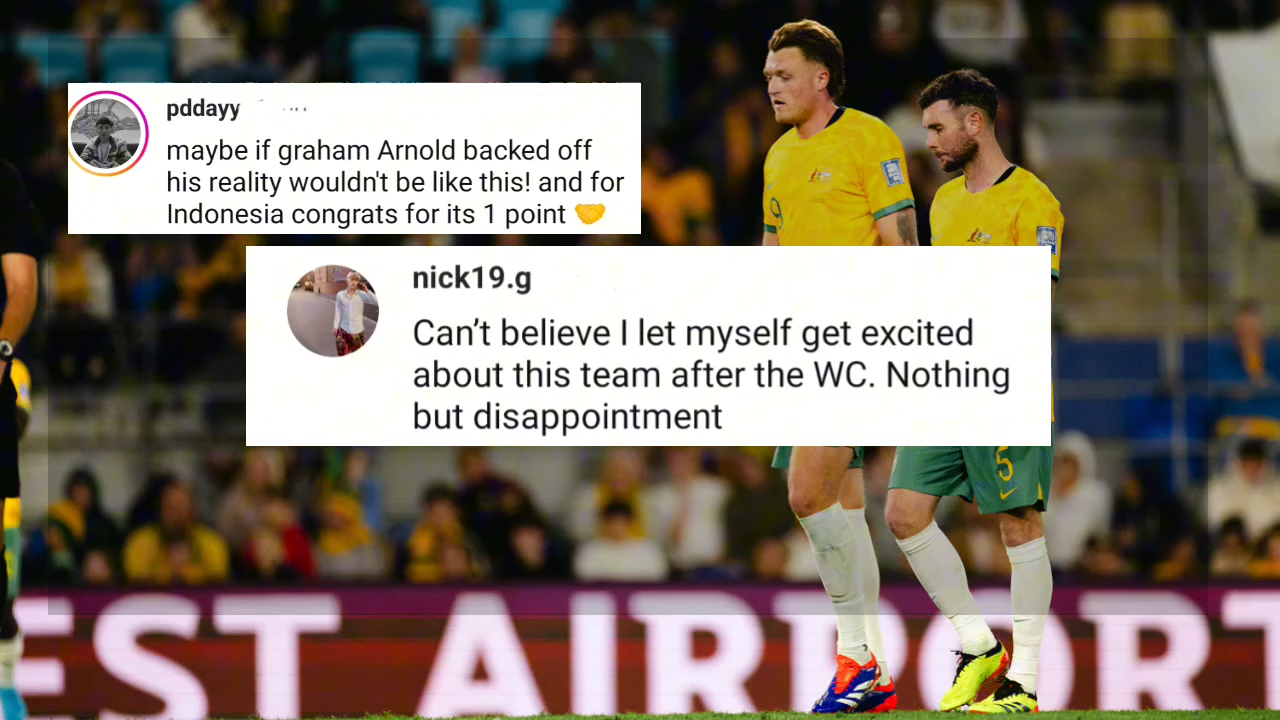 pddayy
maybe if graham Arnold backed off
his reality wouldn't be like this! and for
Indonesia congrats for its 1 point 🤝
nick19.g
Can’t believe I let myself get excited
about this team after the WC. Nothing
but disappointment
9
5
EST AIRPORT